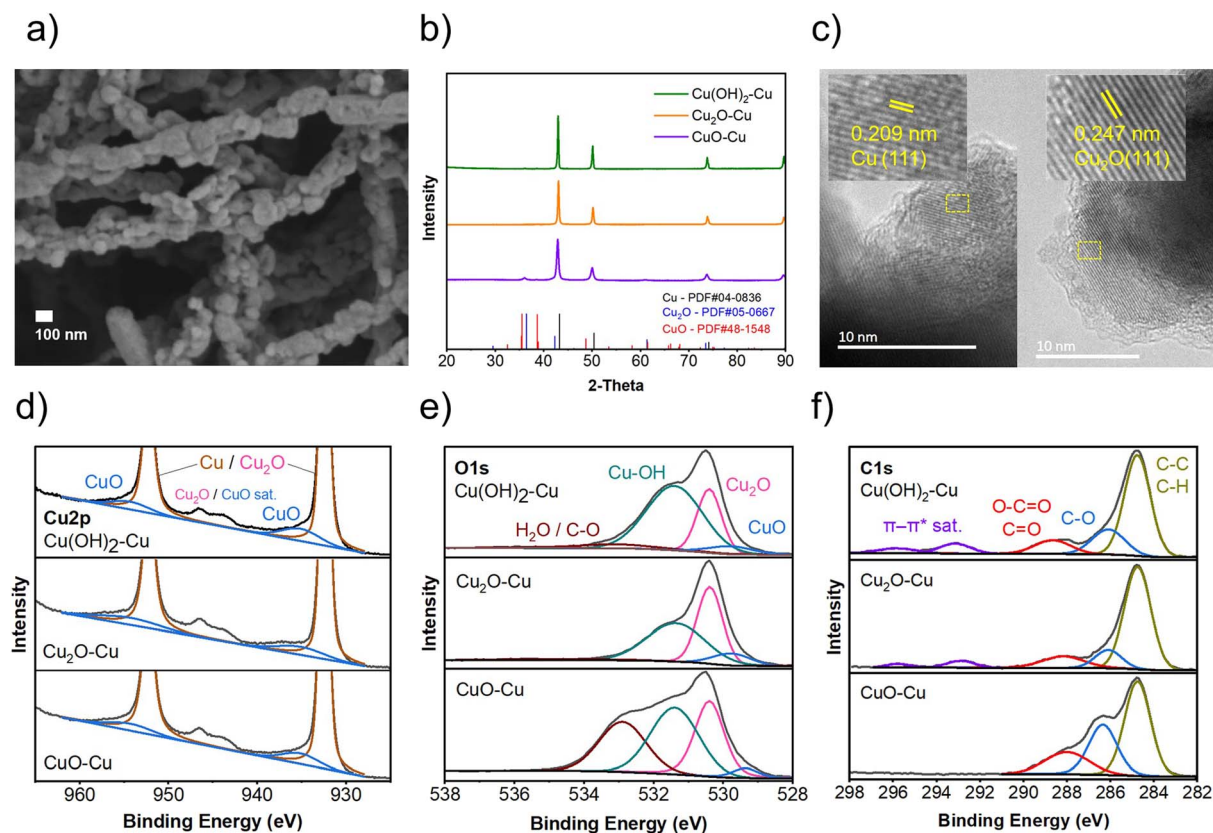 a)
100 nm
b)
Cu(OH)₂-Cu
Cu₂O-Cu
CuO-Cu
Intensity
Cu - PDF#04-0836
Cu₂O - PDF#05-0667
CuO - PDF#48-1548
20 30 40 50 60 70 80 90
2-Theta
c)
0.209 nm
Cu (111)
10 nm
0.247 nm
Cu₂O(111)
10 nm
d)
Cu / Cu₂O
CuO
Cu₂O / CuO sat.
CuO
Cu2p
Cu(OH)2-Cu
Intensity
Cu₂O-Cu
CuO-Cu
960 950 940 930
Binding Energy (eV)
e)
O1s
Cu(OH)₂-Cu
Cu-OH
Cu₂O
H₂O / C-O
CuO
Intensity
Cu₂O-Cu
CuO-Cu
538 536 534 532 530 528
Binding Energy (eV)
f)
C1s
Cu(OH)₂-Cu
C-C
C-H
O-C=O
C=O
C-O
π–π* sat.
Intensity
Cu₂O-Cu
CuO-Cu
298 296 294 292 290 288 286 284 282
Binding Energy (eV)